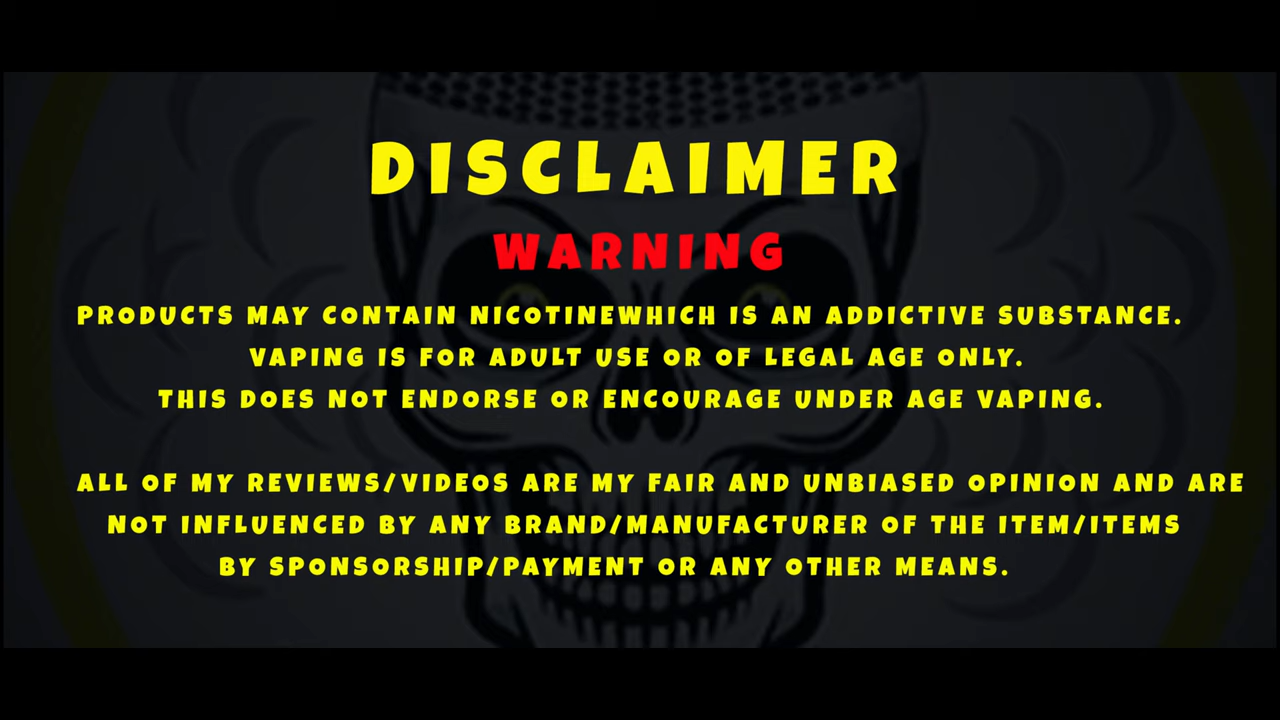 DISCLAIMER
WARNING
PRODUCTS MAY CONTAIN NICOTINEWHICH IS AN ADDICTIVE SUBSTANCE.
VAPING IS FOR ADULT USE OR OF LEGAL AGE ONLY.
THIS DOES NOT ENDORSE OR ENCOURAGE UNDER AGE VAPING.
ALL OF MY REVIEWS/VIDEOS ARE MY FAIR AND UNBIASED OPINION AND ARE
NOT INFLUENCED BY ANY BRAND/MANUFACTURER OF THE ITEM/ITEMS
BY SPONSORSHIP/PAYMENT OR ANY OTHER MEANS.